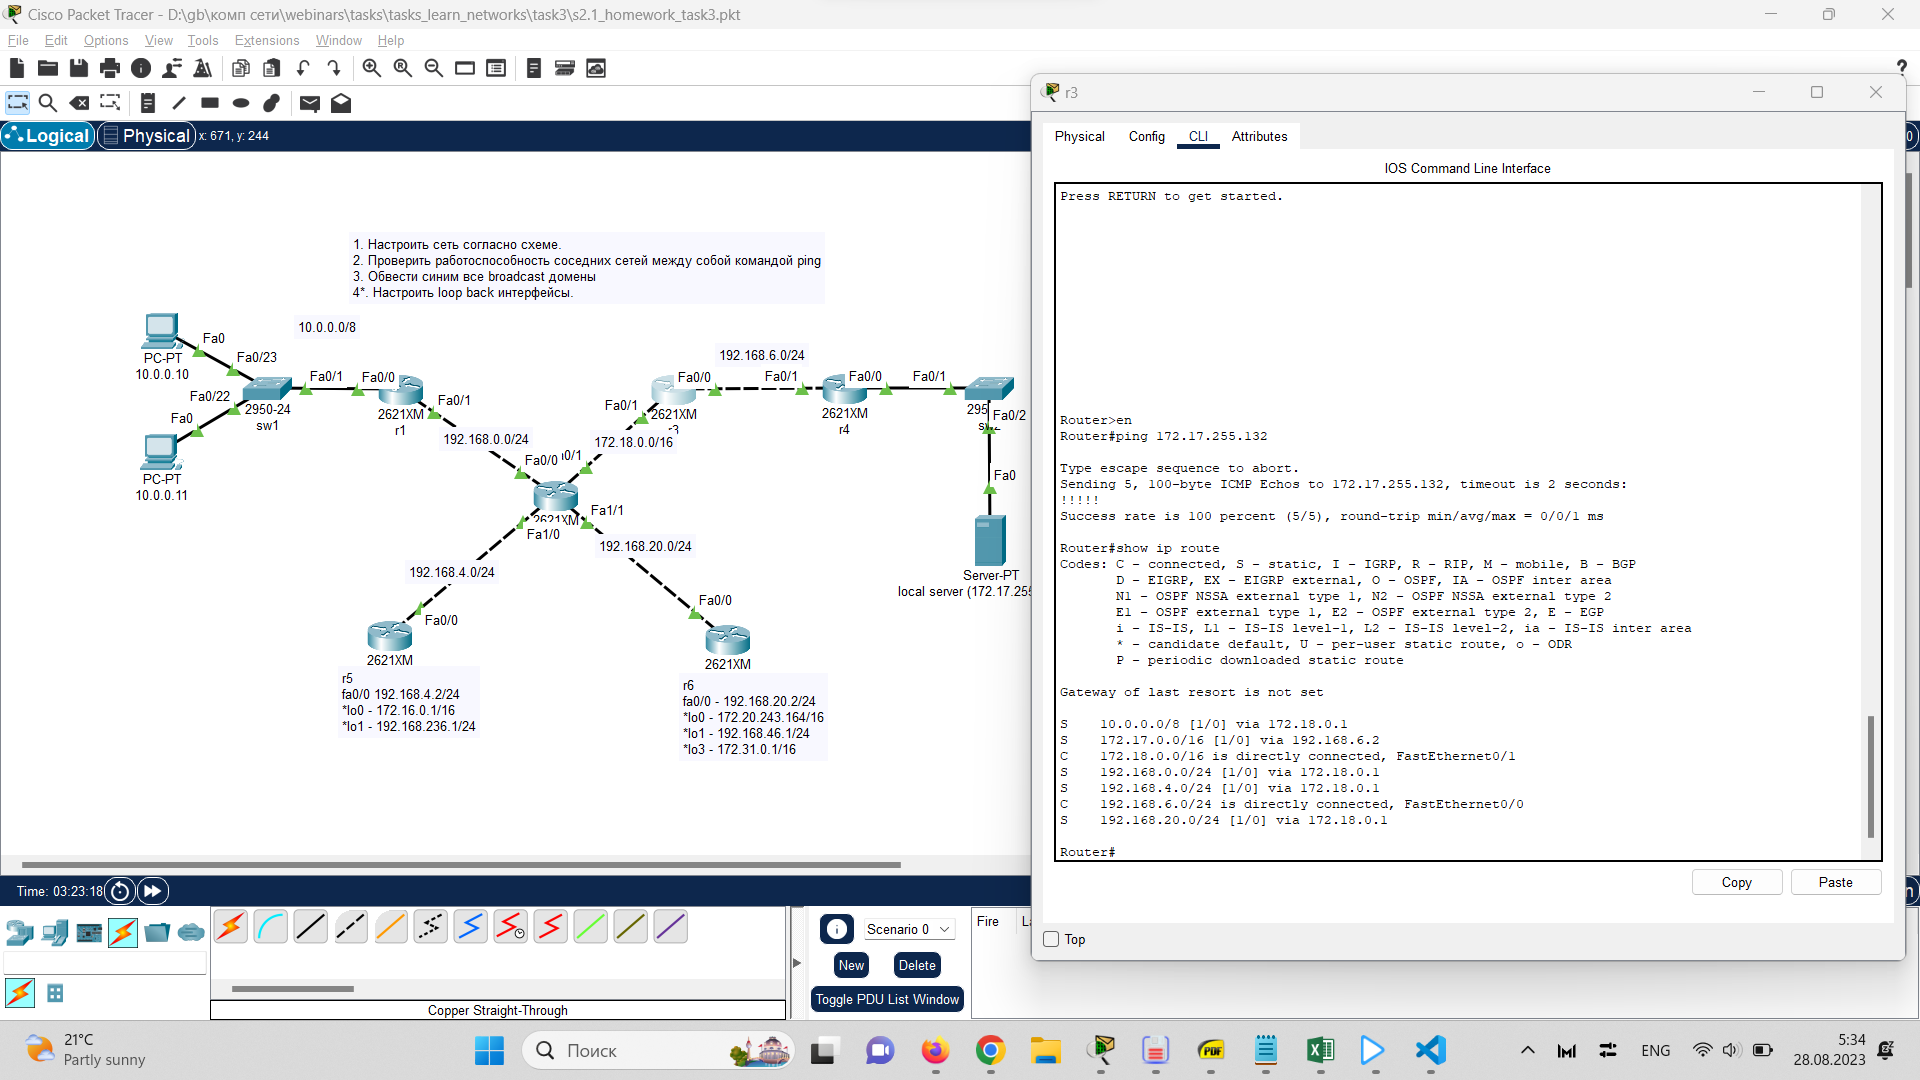 Cisco Packet Tracer - D:\gb\комп сети\webinars\tasks\tasks_learn_networks\task3\s2.1_homework_task3.pkt
File Edit Options View Tools Extensions Window Help
?
Logical
Physical
x: 671, y: 244
1. Настроить сеть согласно схеме.
2. Проверить работоспособность соседних сетей между собой командой ping
3. Обвести синим все broadcast домены
4*. Настроить loop back интерфейсы.
10.0.0.0/8
Fa0
PC-PT
10.0.0.10
Fa0/23
Fa0/22
Fa0
2950-24
sw1
Fa0/1
Fa0/0
2621XM
r1
Fa0/1
PC-PT
10.0.0.11
192.168.0.0/24
Fa0/0
192.168.6.0/24
Fa0/0
Fa0/1
Fa0/1
2621XM
172.18.0.0/16
Fa0/0
2621XM
r4
Fa0/1
Fa0/2
Fa0
Server-PT
2621XM
Fa1/0
Fa1/1
192.168.20.0/24
192.168.4.0/24
Fa0/0
2621XM
r5
fa0/0 192.168.4.2/24
*lo0 - 172.16.0.1/16
*lo1 - 192.168.236.1/24
Fa0/0
2621XM
r6
fa0/0 - 192.168.20.2/24
*lo0 - 172.20.243.164/16
*lo1 - 192.168.46.1/24
*lo3 - 172.31.0.1/16
r3
Physical Config CLI Attributes
IOS Command Line Interface
Press RETURN to get started.
Router>en
Router#ping 172.17.255.132
Type escape sequence to abort.
Sending 5, 100-byte ICMP Echos to 172.17.255.132, timeout is 2 seconds:
!!!!!
Success rate is 100 percent (5/5), round-trip min/avg/max = 0/0/1 ms
Router#show ip route
Codes: C - connected, S - static, I - IGRP, R - RIP, M - mobile, B - BGP
D - EIGRP, EX - EIGRP external, O - OSPF, IA - OSPF inter area
N1 - OSPF NSSA external type 1, N2 - OSPF NSSA external type 2
E1 - OSPF external type 1, E2 - OSPF external type 2, E - EGP
i - IS-IS, L1 - IS-IS level-1, L2 - IS-IS level-2, ia - IS-IS inter area
* - candidate default, U - per-user static route, o - ODR
P - periodic downloaded static route
Gateway of last resort is not set
S 10.0.0.0/8 [1/0] via 172.18.0.1
S 172.17.0.0/16 [1/0] via 192.168.6.2
C 172.18.0.0/16 is directly connected, FastEthernet0/1
S 192.168.0.0/24 [1/0] via 172.18.0.1
S 192.168.4.0/24 [1/0] via 172.18.0.1
C 192.168.6.0/24 is directly connected, FastEthernet0/0
S 192.168.20.0/24 [1/0] via 172.18.0.1
Router#
Copy Paste
Top
Time: 03:23:18
Scenario 0
New Delete
Toggle PDU List Window
Fire
Copper Straight-Through
21°C
Partly sunny
Поиск
PDF
ENG
5:34
28.08.2023